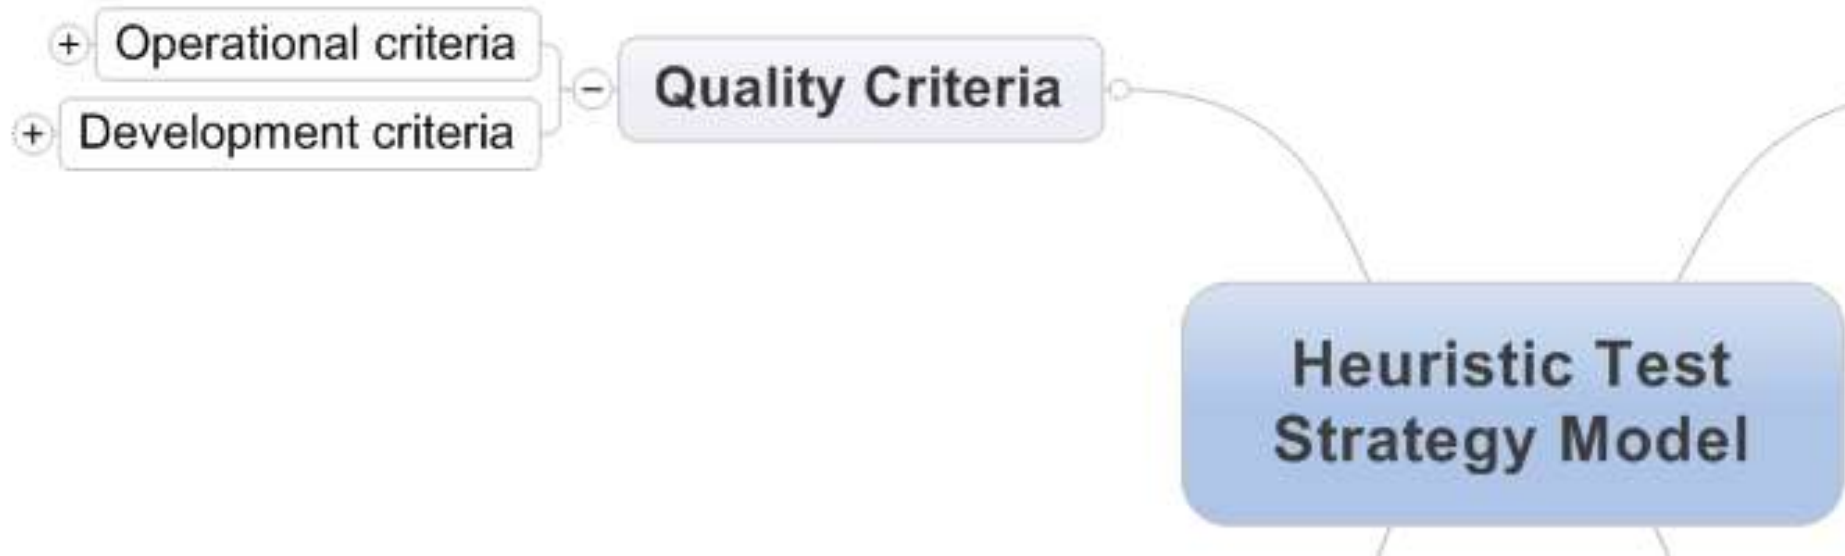 Operational criteria
Development criteria
Quality Criteria
Heuristic Test
Strategy Model